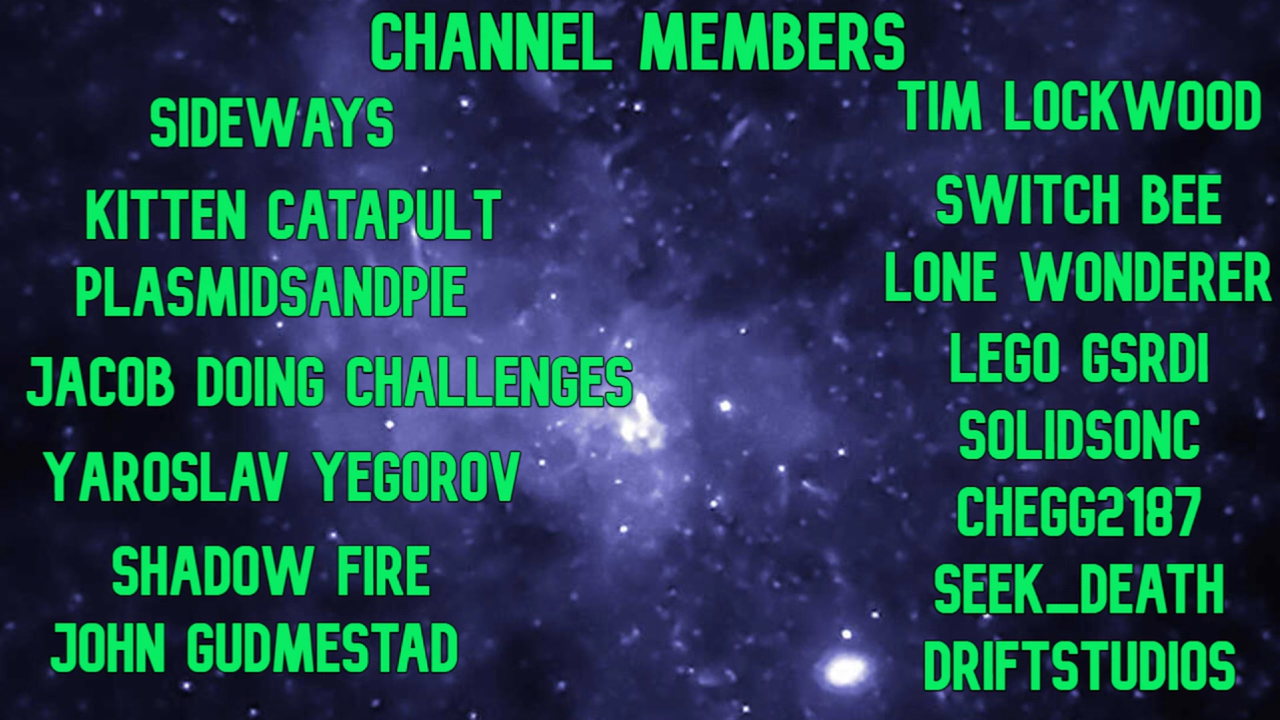 CHANNEL MEMBERS
SIDEWAYS
KITTEN CATAPULT
PLASMIDSANDPIE
JACOB DOING CHALLENGES
YAROSLAV YEGOROV
SHADOW FIRE
JOHN GUDMESTAD
TIM LOCKWOOD
SWITCH BEE
LONE WONDERER
LEGO GSRDI
SOLIDSONC
CHEGG2187
SEEK_DEATH
DRIFTSTUDIOS